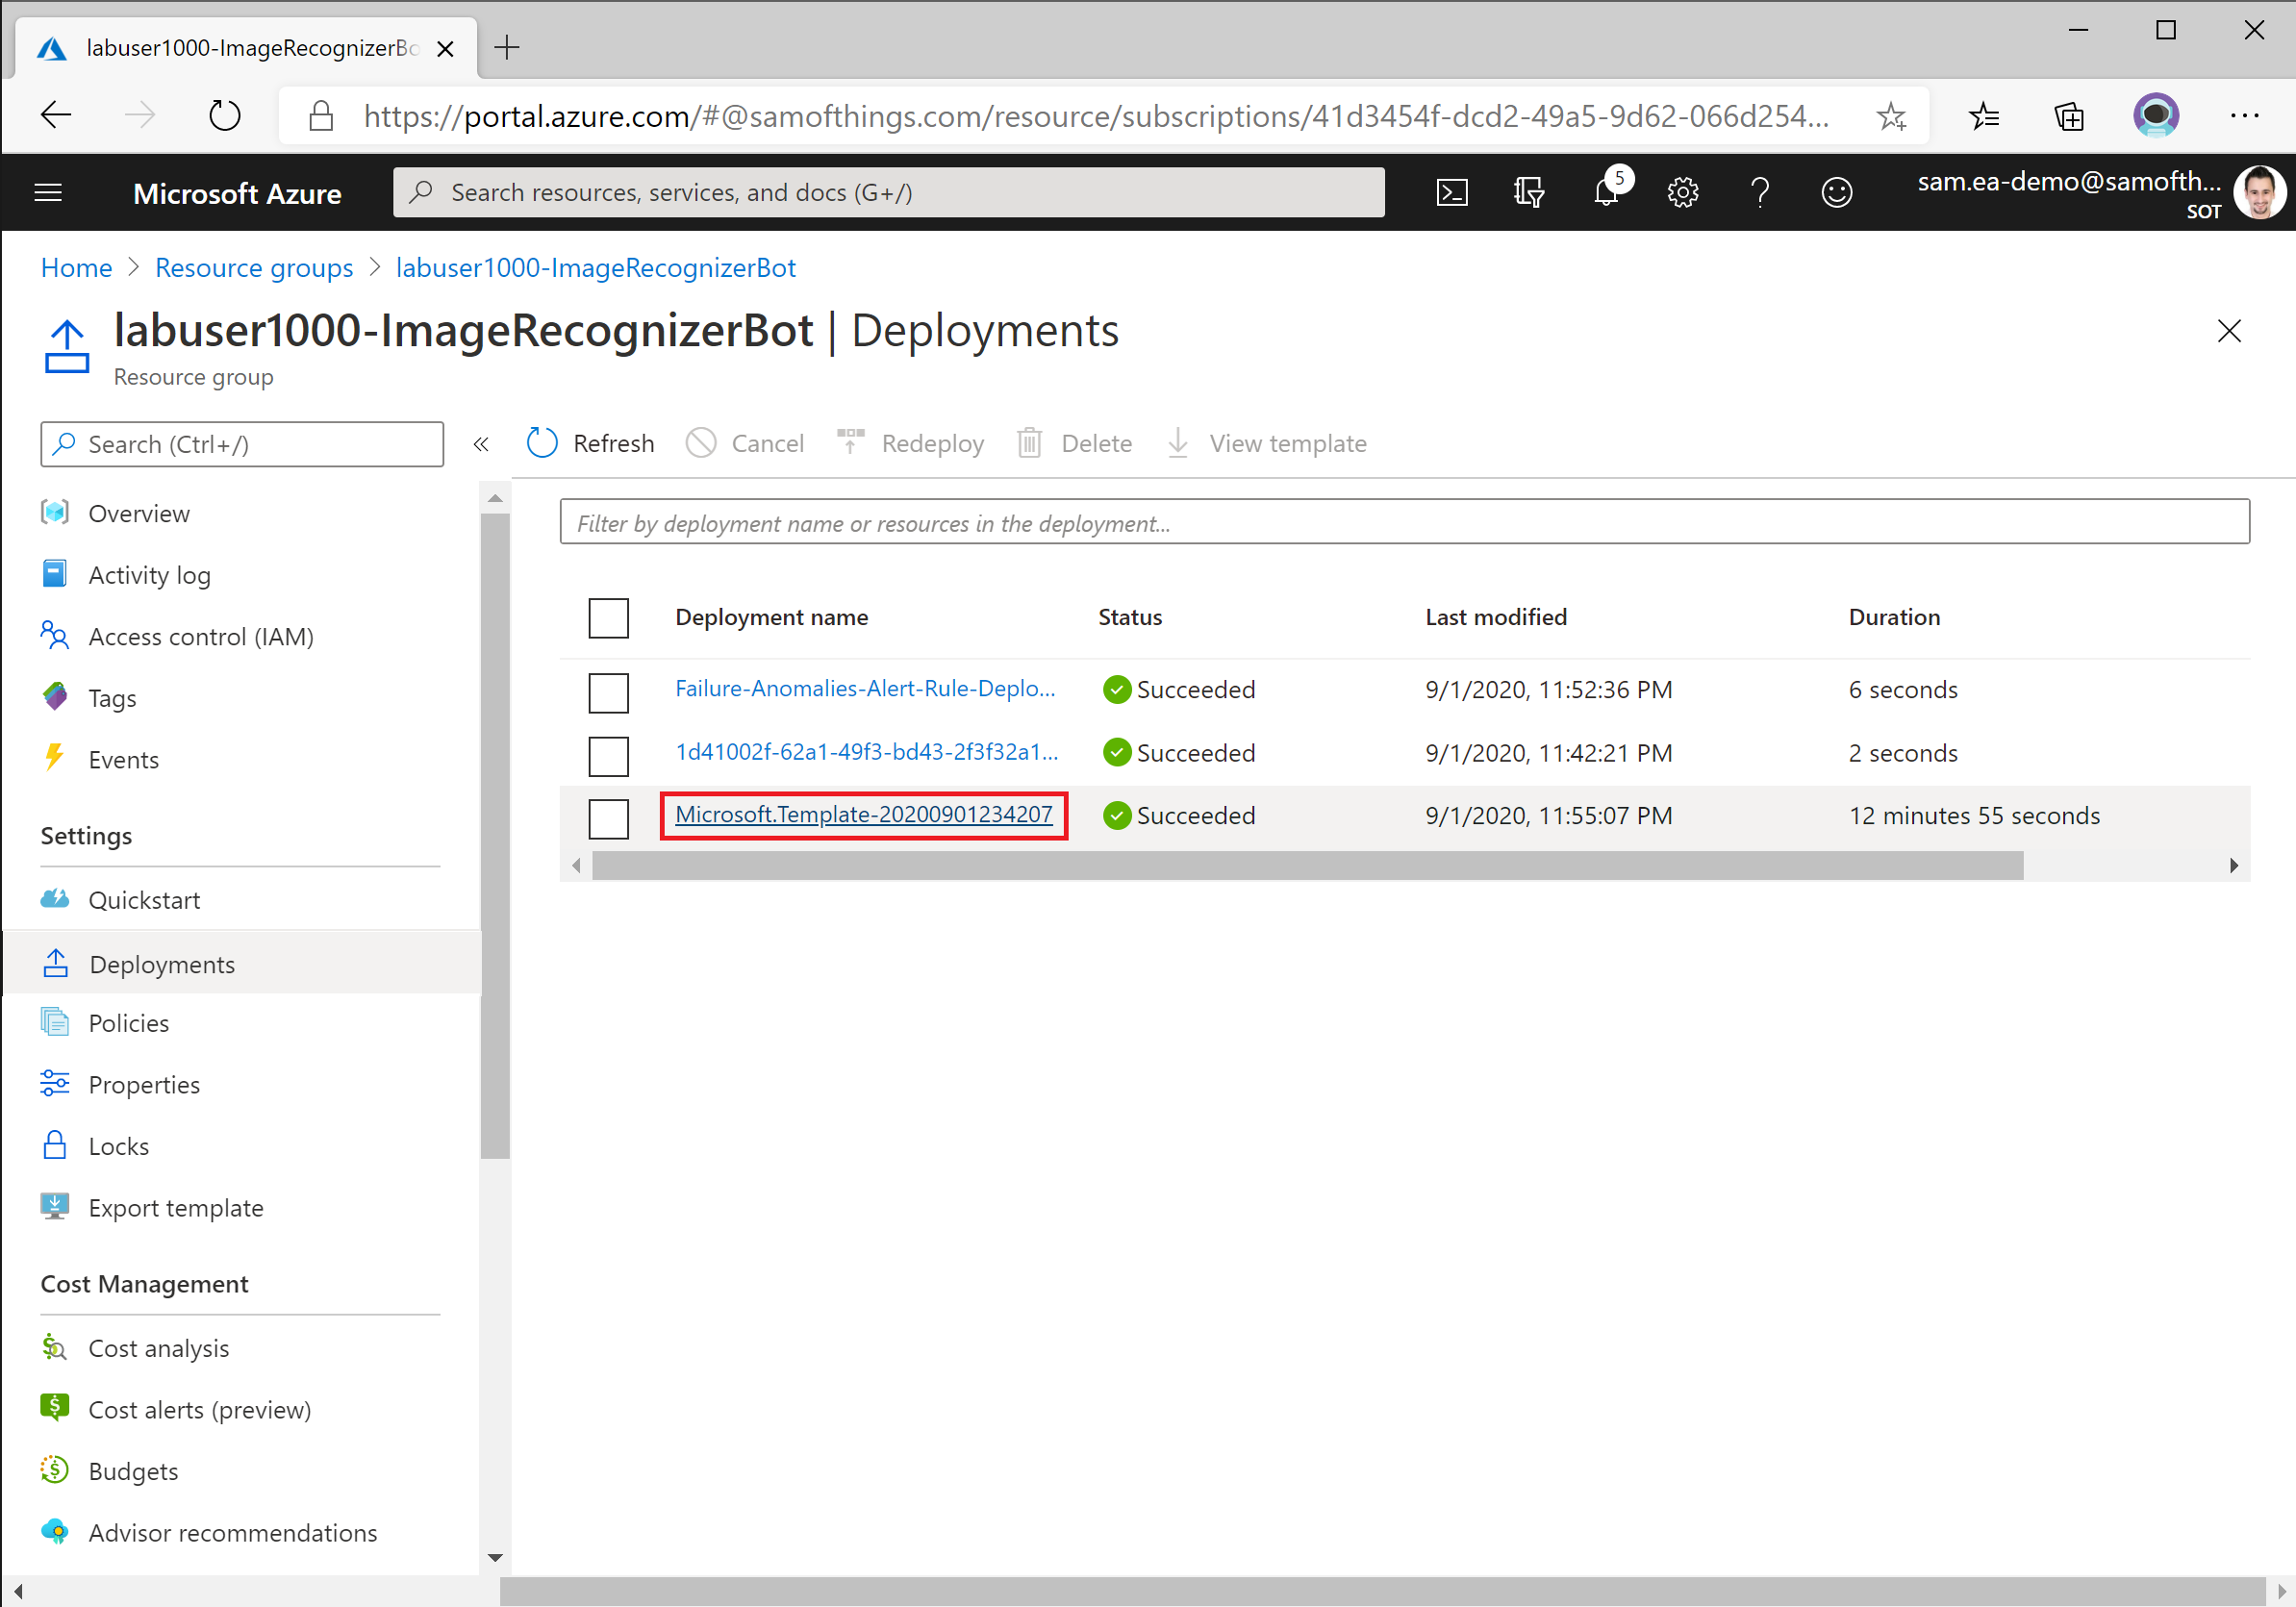 labuser1000-ImageRecognizerBo
https://portal.azure.com/#@samofthings.com/resource/subscriptions/41d3454f-dcd2-49a5-9d62-066d254...
Microsoft Azure
Search resources, services, and docs (G+/)
5
sam.ea-demo@samofth...
SOT
Home > Resource groups > labuser1000-ImageRecognizerBot
labuser1000-ImageRecognizerBot | Deployments
Resource group
Search (Ctrl+/)
«
Refresh
Cancel
Redeploy
Delete
View template
Overview
Activity log
Access control (IAM)
Tags
Events
Settings
Quickstart
Deployments
Policies
Properties
Locks
Export template
Cost Management
Cost analysis
Cost alerts (preview)
Budgets
Advisor recommendations
Filter by deployment name or resources in the deployment...
Deployment name Status Last modified Duration
Failure-Anomalies-Alert-Rule-Deplo... Succeeded 9/1/2020, 11:52:36 PM 6 seconds
1d41002f-62a1-49f3-bd43-2f3f32a1... Succeeded 9/1/2020, 11:42:21 PM 2 seconds
Microsoft.Template-20200901234207 Succeeded 9/1/2020, 11:55:07 PM 12 minutes 55 seconds